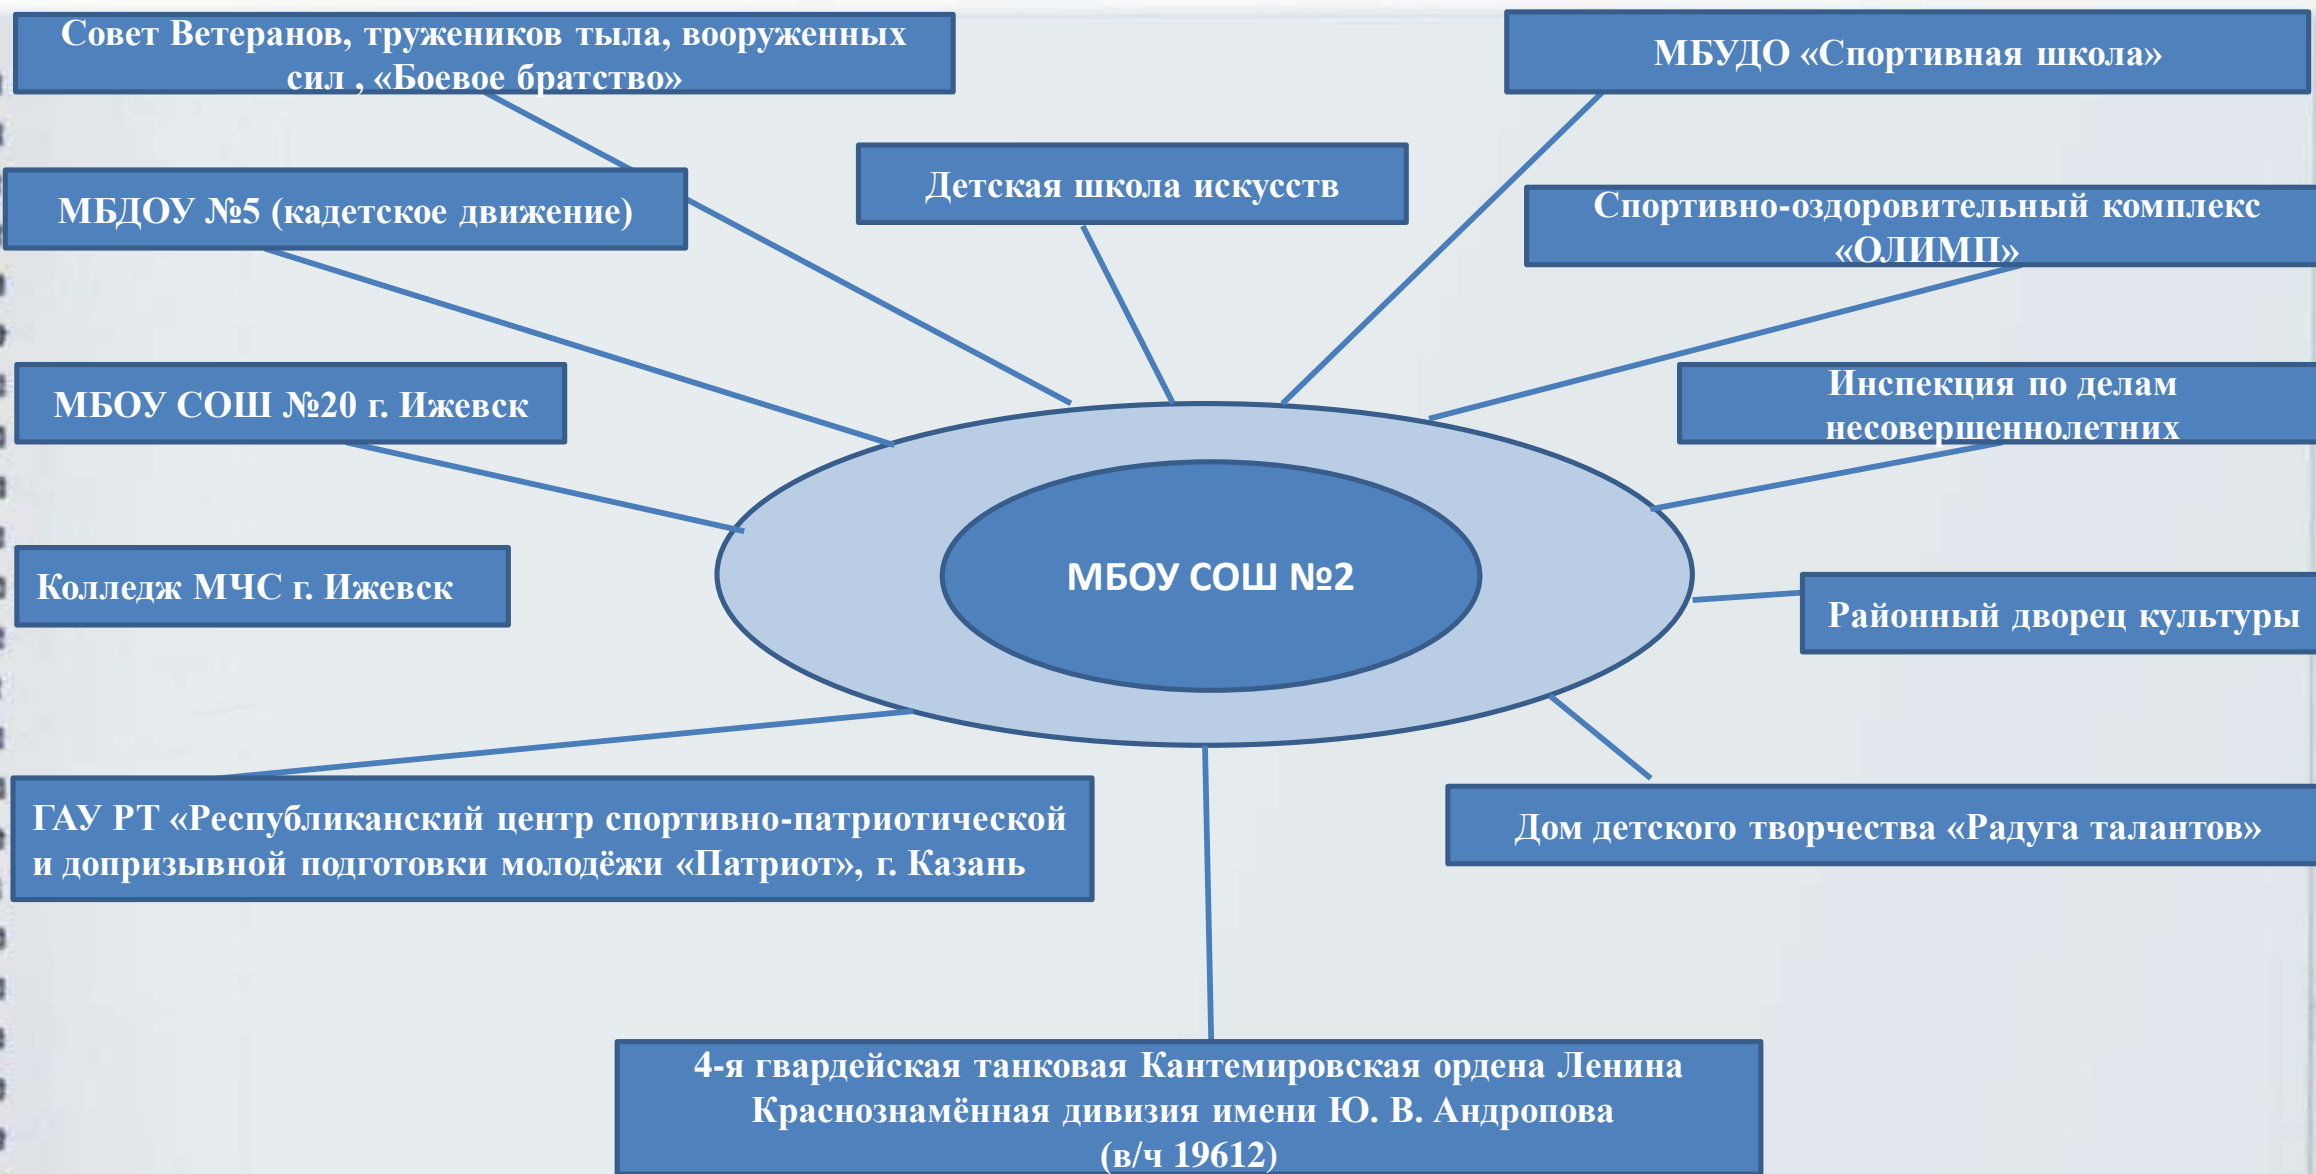 Совет Ветеранов, тружеников тыла, вооруженных
сил , «Боевое братство»
МБУДО «Спортивная школа»
Детская школа искусств
МБДОУ №5 (кадетское движение)
Спортивно-оздоровительный комплекс
«ОЛИМП»
МБОУ СОШ №20 г. Ижевск
Инспекция по делам
несовершеннолетних
МБОУ СОШ №2
Колледж МЧС г. Ижевск
Районный дворец культуры
ГАУ РТ «Республиканский центр спортивно-патриотической
и допризывной подготовки молодёжи «Патриот», г. Казань
Дом детского творчества «Радуга талантов»
4-я гвардейская танковая Кантемировская ордена Ленина
Краснознамённая дивизия имени Ю. В. Андропова
(в/ч 19612)